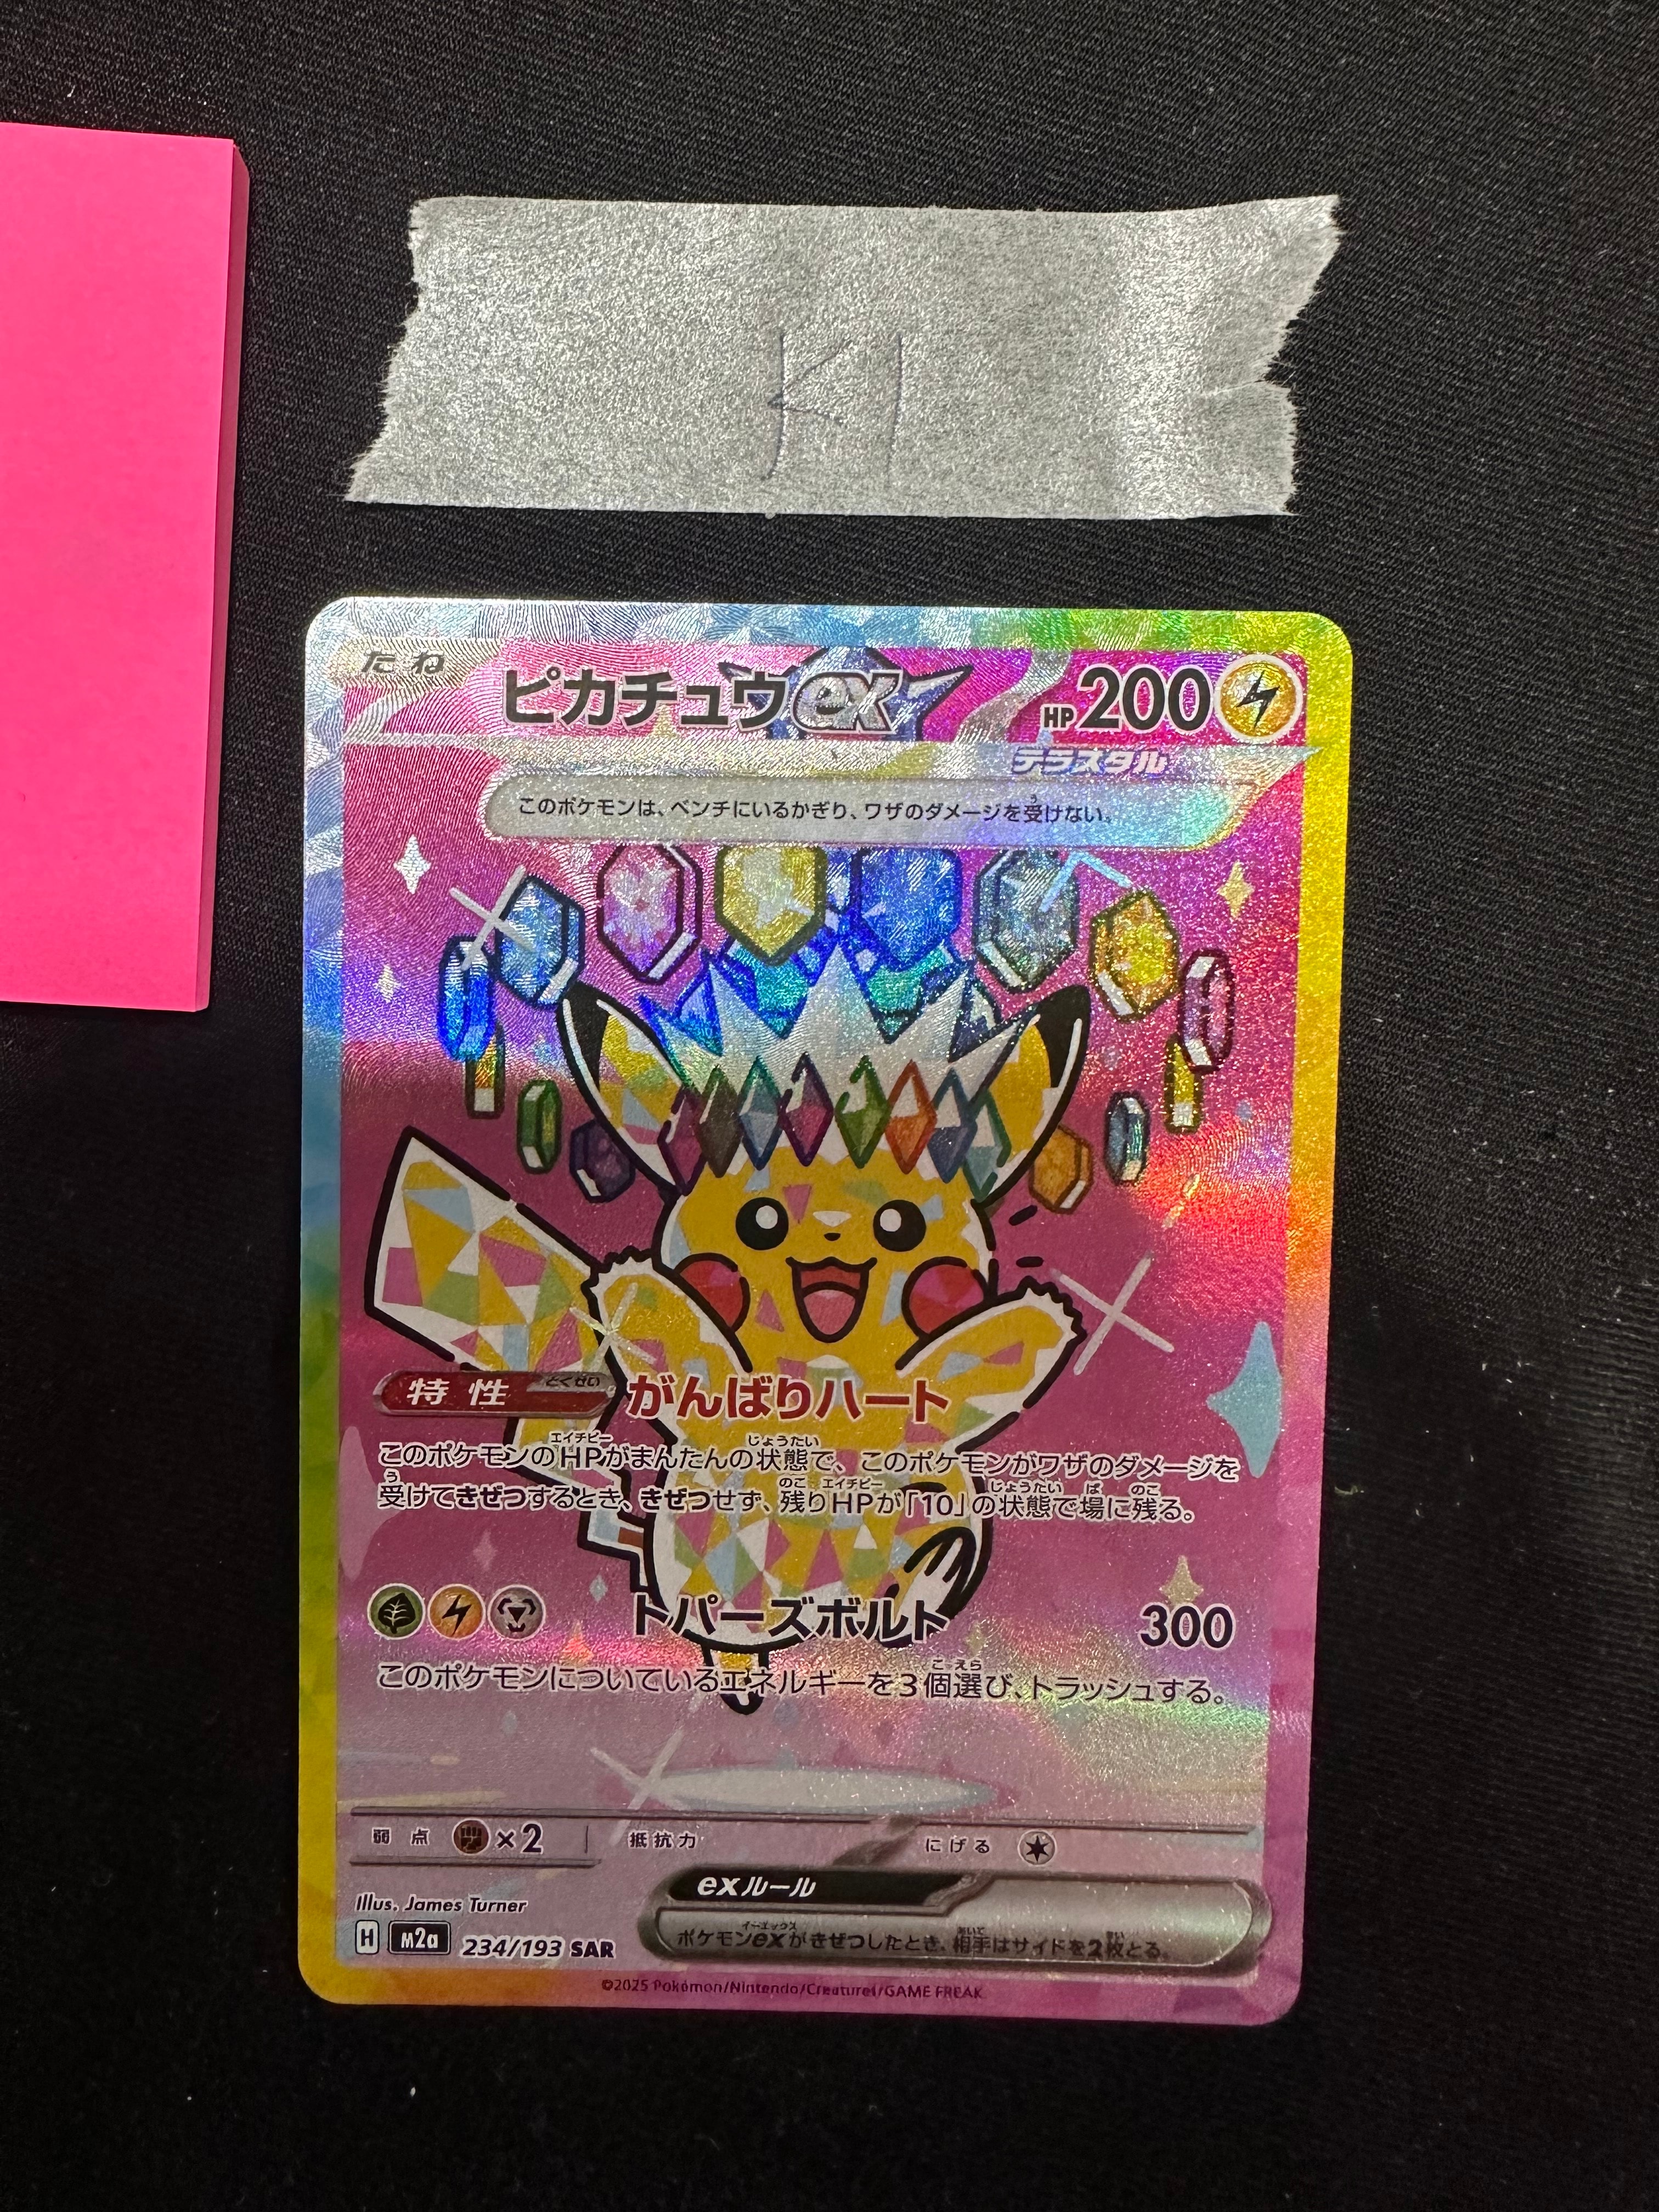 K1
たね ピカチュウex HP200
テラスタル
このポケモンは、ベンチにいるかぎり、ワザのダメージを受けない。
特性 とくせい がんばりハート
このポケモンのHPがまんたんの状態で、このポケモンがワザのダメージを
受けてきぜつするとき、きぜつせず、残りHPが「10」の状態で場に残る。
トパーズボルト 300
このポケモンについているエネルギーを3個選び、トラッシュする。
弱点 ×2 抵抗力 にげる
exルール
ポケモンexがきぜつしたとき、相手はサイドを2枚とる。
Illus. James Turner
H m2a 234/193 SAR
©2025 Pokémon/Nintendo/Creatures/GAME FREAK